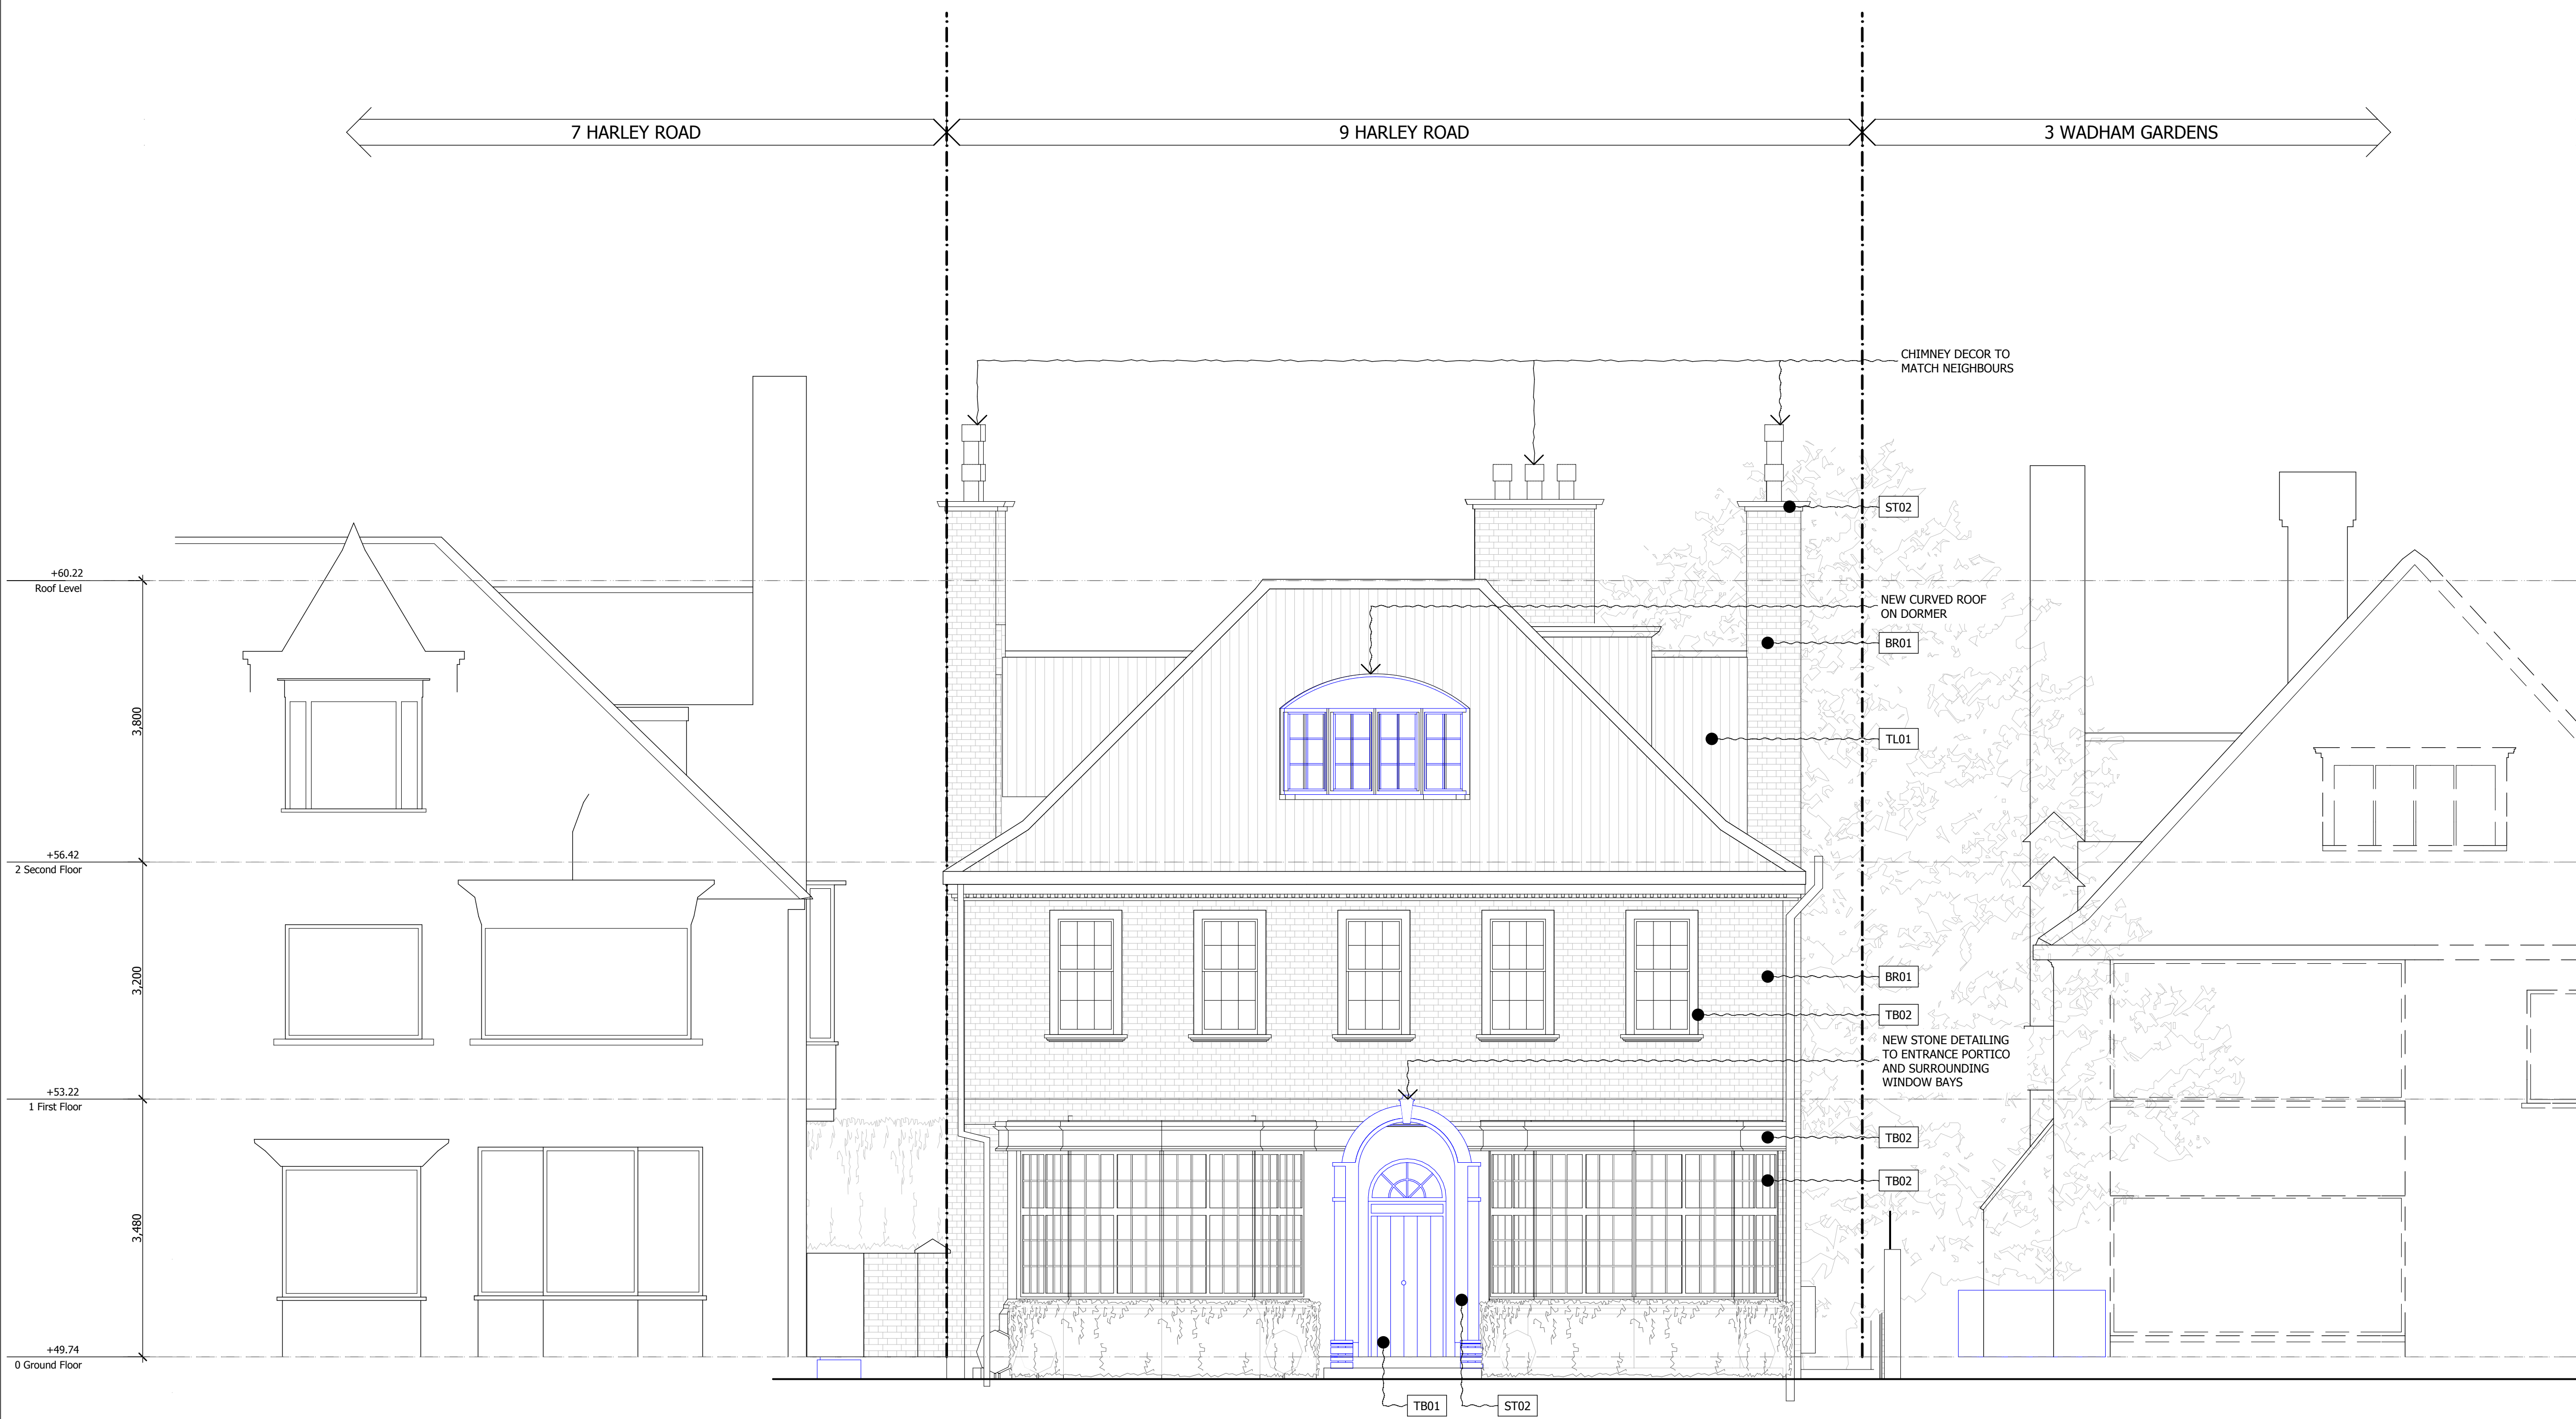 7 HARLEY ROAD
9 HARLEY ROAD
3 WADHAM GARDENS
CHIMNEY DECOR TO
MATCH NEIGHBOURS
ST02
+60.22
Roof Level
NEW CURVED ROOF
ON DORMER
BR01
3,800
TL01
+56.42
2 Second Floor
3,200
BR01
TB02
NEW STONE DETAILING
TO ENTRANCE PORTICO
AND SURROUNDING
WINDOW BAYS
+53.22
1 First Floor
TB02
TB02
3,480
+49.74
0 Ground Floor
TB01
ST02